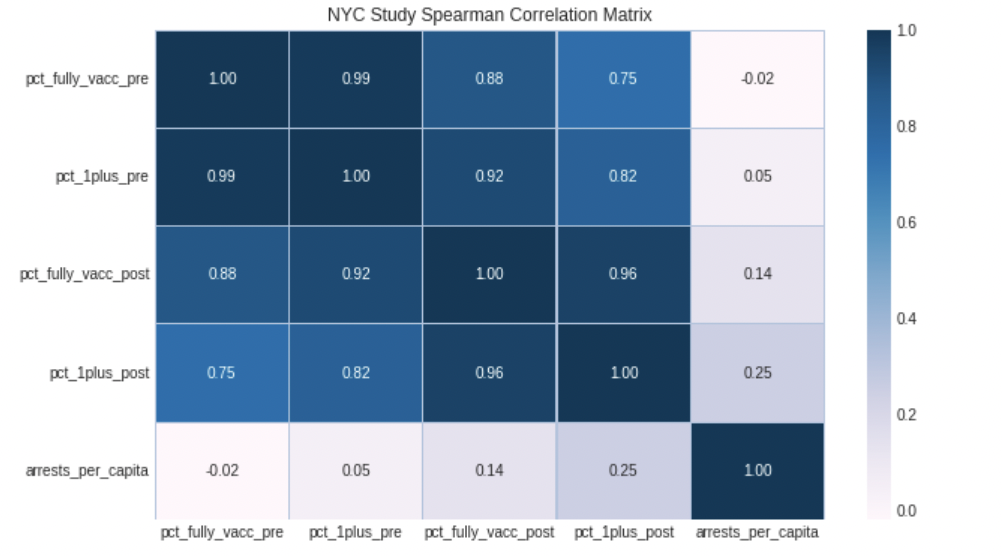 NYC Study Spearman Correlation Matrix
pct_fully_vacc_pre 1.00 0.99 0.88 0.75 -0.02
pct_1plus_pre 0.99 1.00 0.92 0.82 0.05
pct_fully_vacc_post 0.88 0.92 1.00 0.96 0.14
pct_1plus_post 0.75 0.82 0.96 1.00 0.25
arrests_per_capita -0.02 0.05 0.14 0.25 1.00
pct_fully_vacc_pre pct_1plus_pre pct_fully_vacc_post pct_1plus_post arrests_per_capita
1.0
0.8
0.6
0.4
0.2
0.0